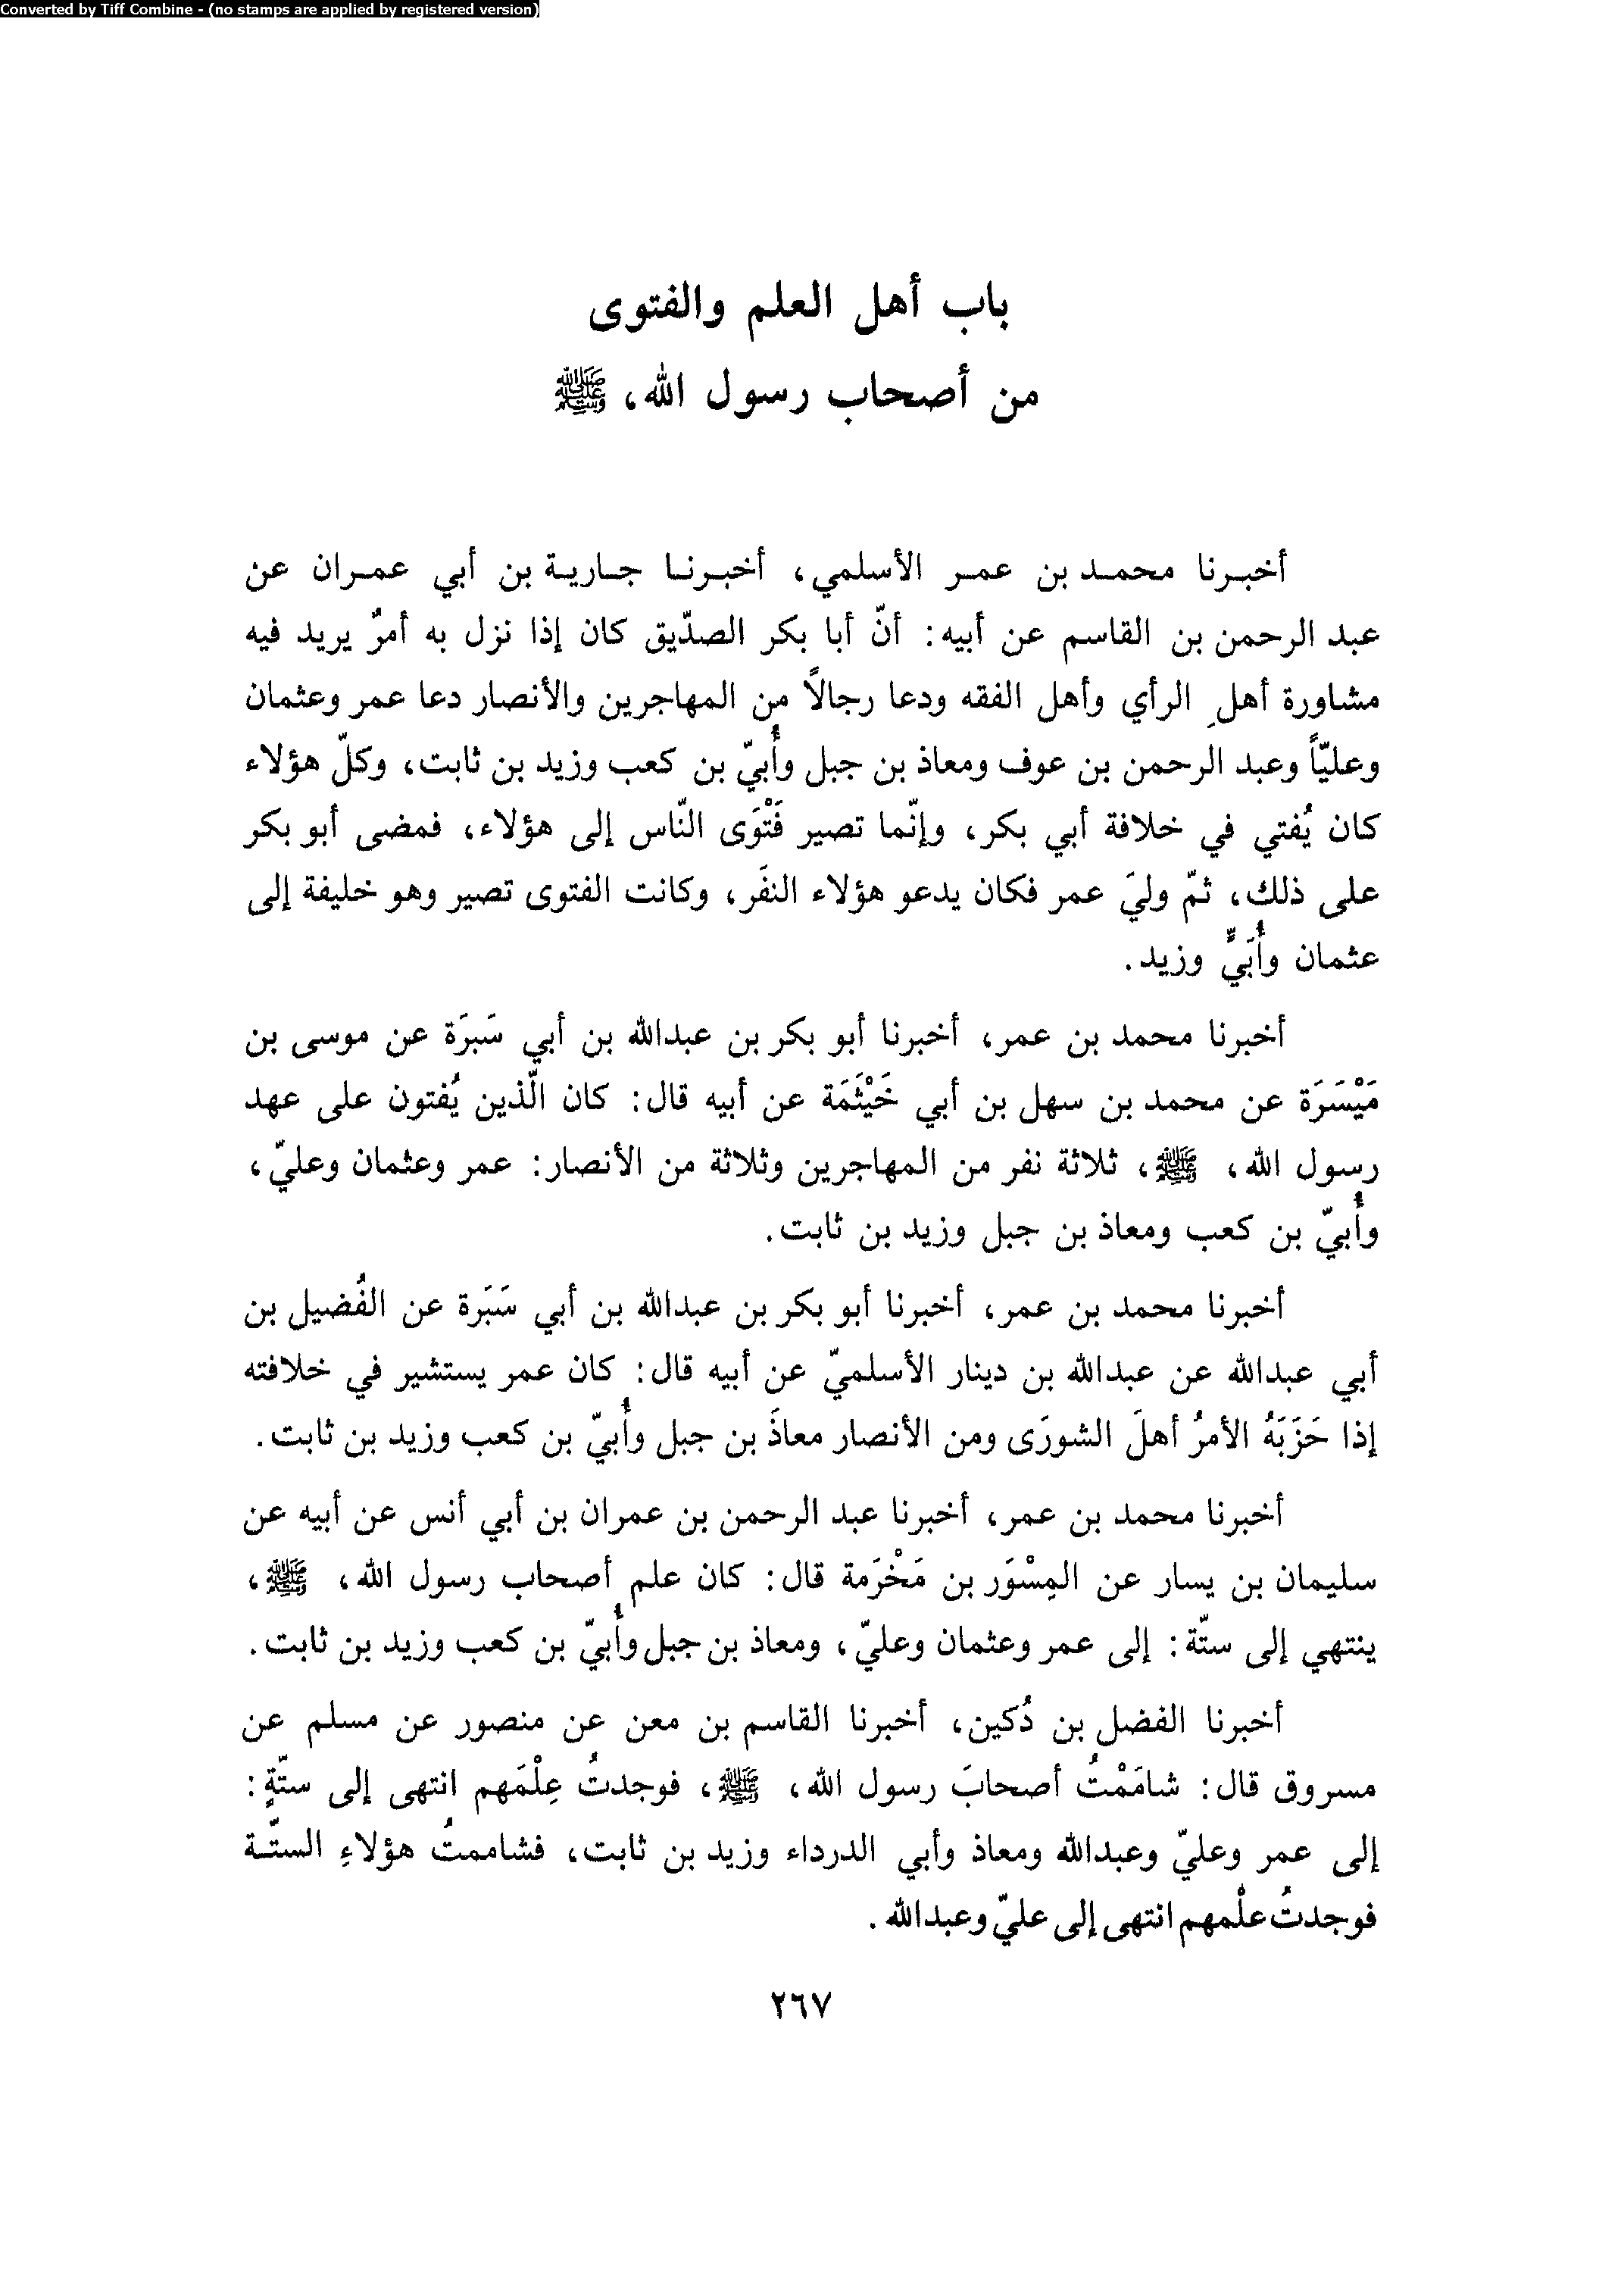 Converted by Tiff Combine - (no stamps are applied by registered version)
باب أهل العلم والفتوى
من أصحاب رسول الله، ﷺ
أخبرنا محمد بن عمر الأسلمي، أخبرنا جارية بن أبي عمران عن
عبد الرحمن بن القاسم عن أبيه: أنّ أبا بكر الصدّيق كان إذا نزل به أمرٌ يريد فيه
مشاورة أهلِ الرأي وأهل الفقه ودعا رجالاً من المهاجرين والأنصار دعا عمر وعثمان
وعليّاً وعبد الرحمن بن عوف ومعاذ بن جبل وأُبيّ بن كعب وزيد بن ثابت، وكلّ هؤلاء
كان يُفتي في خلافة أبي بكر، وإنّما تصير فَتْوَى النّاس إلى هؤلاء، فمضى أبو بكر
على ذلك، ثمّ وليَ عمر فكان يدعو هؤلاء النفَر، وكانت الفتوى تصير وهو خليفة إلى
عثمان وأُبَيٍّ وزيد.
أخبرنا محمد بن عمر، أخبرنا أبو بكر بن عبدالله بن أبي سَبرَة عن موسى بن
مَيْسَرَة عن محمد بن سهل بن أبي خَيْثَمَة عن أبيه قال: كان الّذين يُفتون على عهد
رسول الله، ﷺ، ثلاثة نفر من المهاجرين وثلاثة من الأنصار: عمر وعثمان وعليّ،
وأُبيّ بن كعب ومعاذ بن جبل وزيد بن ثابت.
أخبرنا محمد بن عمر، أخبرنا أبو بكر بن عبدالله بن أبي سَبَرة عن الفُضيل بن
أبي عبدالله عن عبدالله بن دينار الأسلميّ عن أبيه قال: كان عمر يستشير في خلافته
إذا حَزَبَهُ الأمرُ أهلَ الشورَى ومن الأنصار معاذَ بن جبل وأُبيّ بن كعب وزيد بن ثابت.
أخبرنا محمد بن عمر، أخبرنا عبد الرحمن بن عمران بن أبي أنس عن أبيه عن
سليمان بن يسار عن المِسْوَر بن مَخْرَمة قال: كان علم أصحاب رسول الله، ﷺ،
ينتهي إلى ستّة: إلى عمر وعثمان وعليّ، ومعاذ بن جبل وأُبيّ بن كعب وزيد بن ثابت.
أخبرنا الفضل بن دُكين، أخبرنا القاسم بن معن عن منصور عن مسلم عن
مسروق قال: شامَمْتُ أصحابَ رسول الله، ﷺ، فوجدتُ عِلْمَهم انتهى إلى ستّةٍ:
إلى عمر وعليّ وعبدالله ومعاذ وأبي الدرداء وزيد بن ثابت، فشاممتُ هؤلاءِ الستّة
فوجدتُ علْمهم انتهى إلى عليّ وعبدالله.
٢٦٧